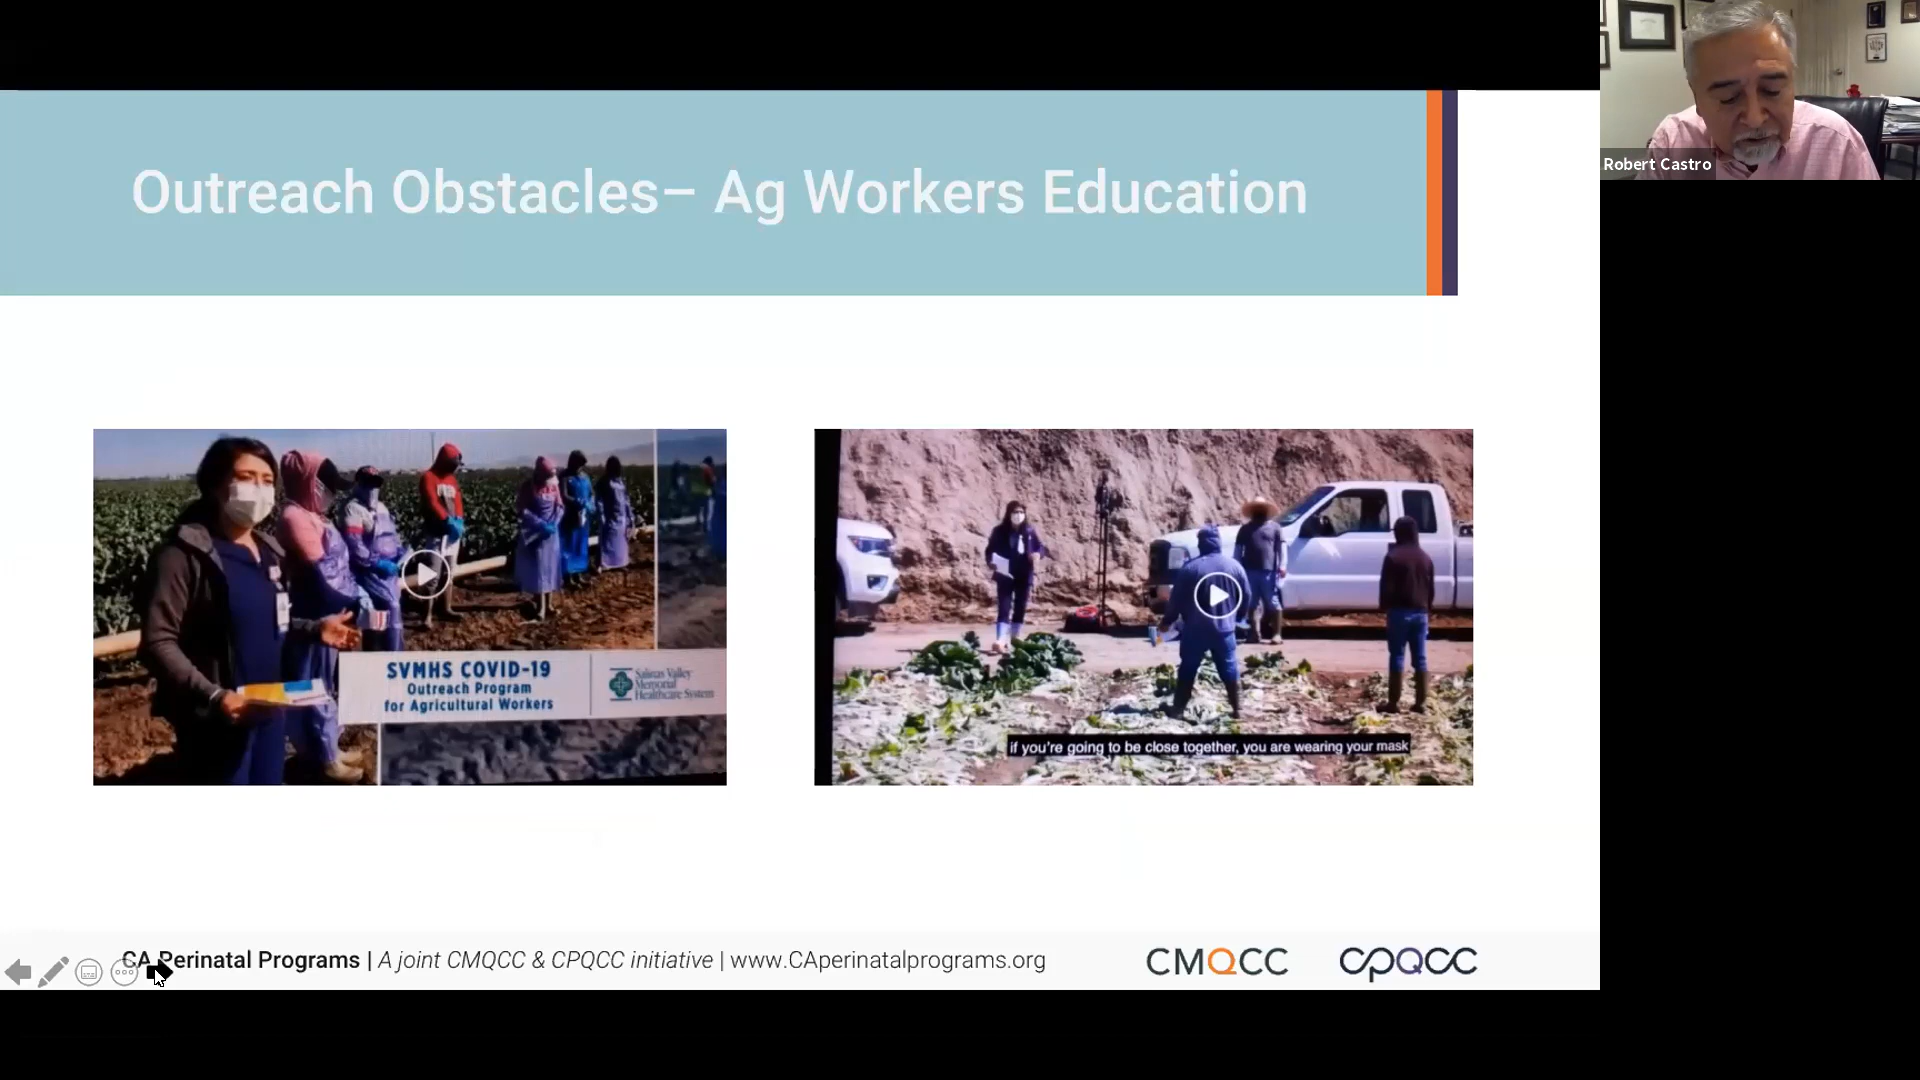 Outreach Obstacles– Ag Workers Education
Robert Castro
SVMHS COVID-19
Outreach Program
for Agricultural Workers
Salinas Valley
Memorial
Healthcare System
if you're going to be close together, you are wearing your mask
CA Perinatal Programs | A joint CMQCC & CPQCC initiative | www.CAperinatalprograms.org
CMQCC
CPQCC